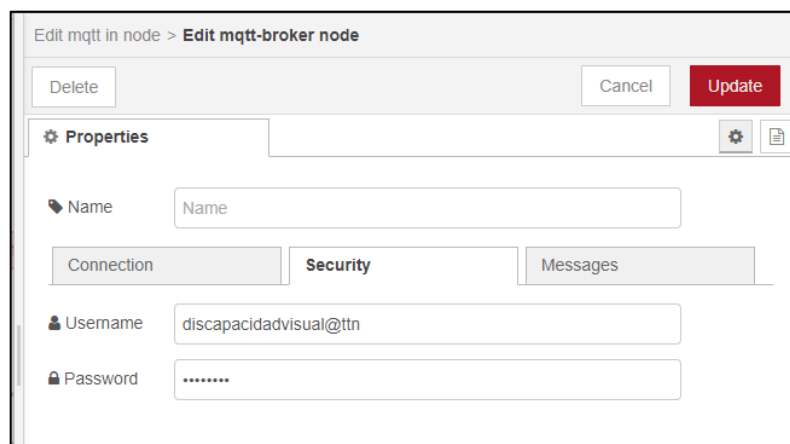 Edit mqtt in node > Edit mqtt-broker node
Delete
Cancel
Update
Properties
Name
Name
Connection
Security
Messages
Username
discapacidadvisual@ttn
Password
••••••••